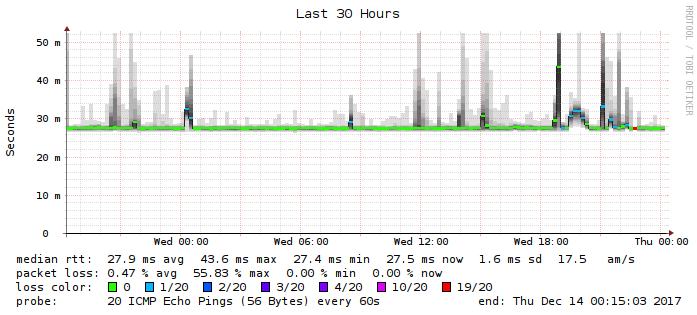 Last 30 Hours
RRDTOOL / TOBI OETIKER
Seconds
50 m
40 m
30 m
20 m
10 m
0
Wed 00:00 Wed 06:00 Wed 12:00 Wed 18:00 Thu 00:00
median rtt: 27.9 ms avg 43.6 ms max 27.4 ms min 27.5 ms now 1.6 ms sd 17.5 am/s
packet loss: 0.47 % avg 55.83 % max 0.00 % min 0.00 % now
loss color: 0 1/20 2/20 3/20 4/20 10/20 19/20
probe: 20 ICMP Echo Pings (56 Bytes) every 60s end: Thu Dec 14 00:15:03 2017